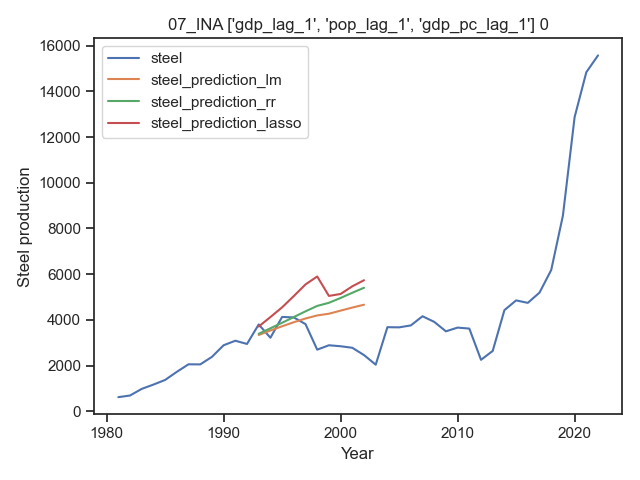 07_INA ['gdp_lag_1', 'pop_lag_1', 'gdp_pc_lag_1'] 0
steel
steel_prediction_lm
steel_prediction_rr
steel_prediction_lasso
16000
14000
12000
10000
8000
6000
4000
2000
0
Steel production
1980
1990
2000
2010
2020
Year